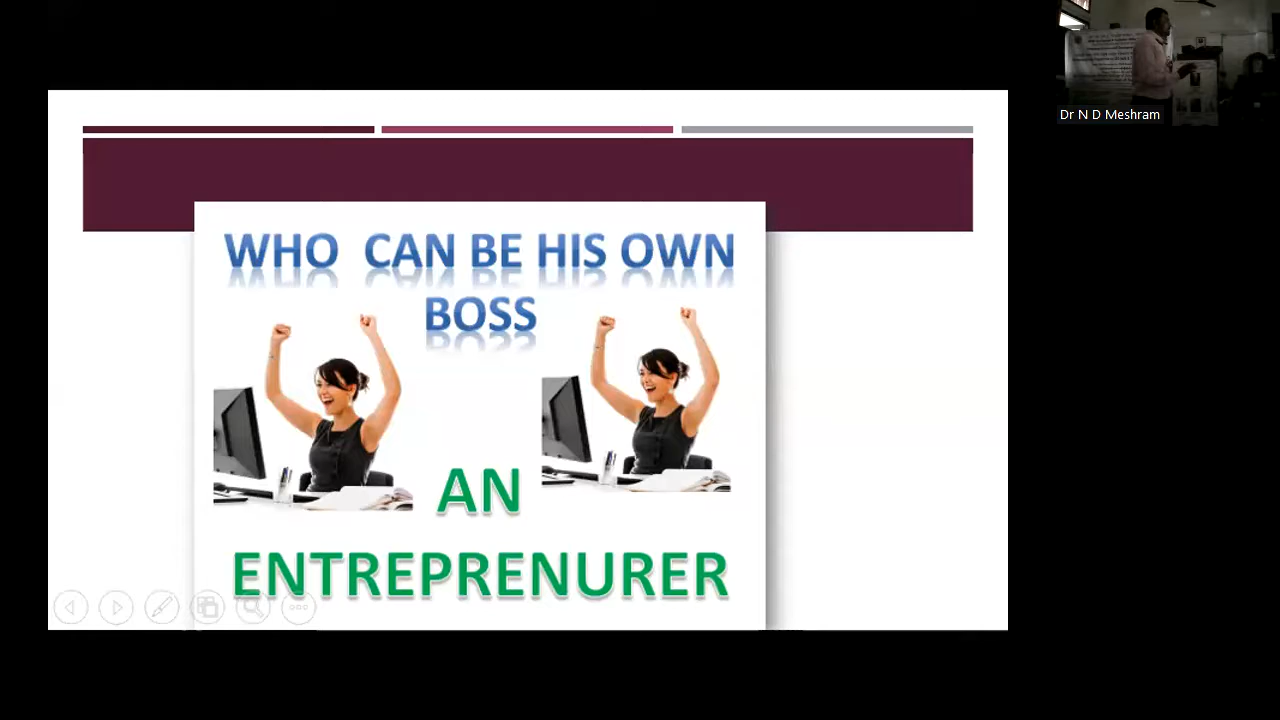 WHO CAN BE HIS OWN
BOSS
AN
ENTREPRENURER
Dr N D Meshram